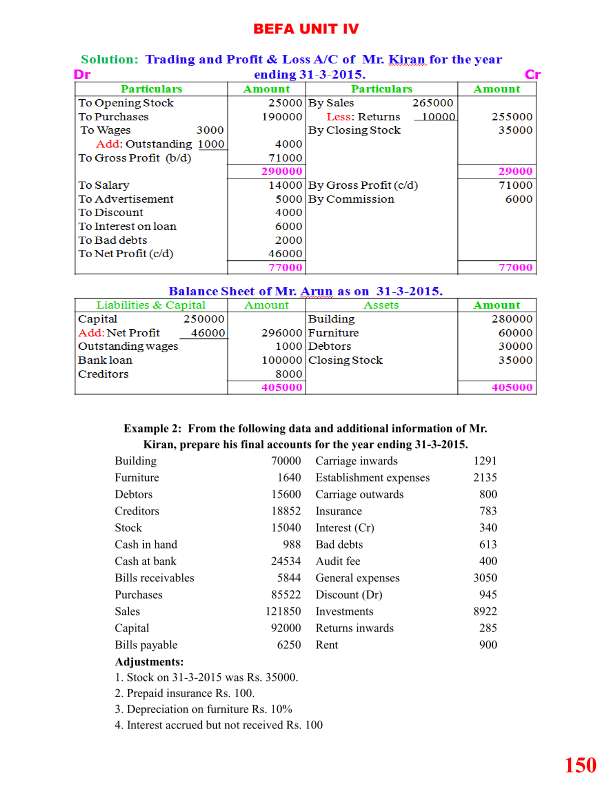 BEFA UNIT IV
Solution: Trading and Profit & Loss A/C of Mr. Kiran for the year
Dr ending 31-3-2015. Cr
Particulars Amount Particulars Amount
To Opening Stock 25000 By Sales 265000
To Purchases 190000 Less: Returns 10000 255000
To Wages 3000 By Closing Stock 35000
Add: Outstanding 1000 4000
To Gross Profit (b/d) 71000
290000 29000
To Salary 14000 By Gross Profit (c/d) 71000
To Advertisement 5000 By Commission 6000
To Discount 4000
To Interest on loan 6000
To Bad debts 2000
To Net Profit (c/d) 46000
77000 77000
Balance Sheet of Mr. Arun as on 31-3-2015.
Liabilities & Capital Amount Assets Amount
Capital 250000 Building 280000
Add: Net Profit 46000 296000 Furniture 60000
Outstanding wages 1000 Debtors 30000
Bank loan 100000 Closing Stock 35000
Creditors 8000
405000 405000
Example 2: From the following data and additional information of Mr.
Kiran, prepare his final accounts for the year ending 31-3-2015.
Building 70000 Carriage inwards 1291
Furniture 1640 Establishment expenses 2135
Debtors 15600 Carriage outwards 800
Creditors 18852 Insurance 783
Stock 15040 Interest (Cr) 340
Cash in hand 988 Bad debts 613
Cash at bank 24534 Audit fee 400
Bills receivables 5844 General expenses 3050
Purchases 85522 Discount (Dr) 945
Sales 121850 Investments 8922
Capital 92000 Returns inwards 285
Bills payable 6250 Rent 900
Adjustments:
1. Stock on 31-3-2015 was Rs. 35000.
2. Prepaid insurance Rs. 100.
3. Depreciation on furniture Rs. 10%
4. Interest accrued but not received Rs. 100
150